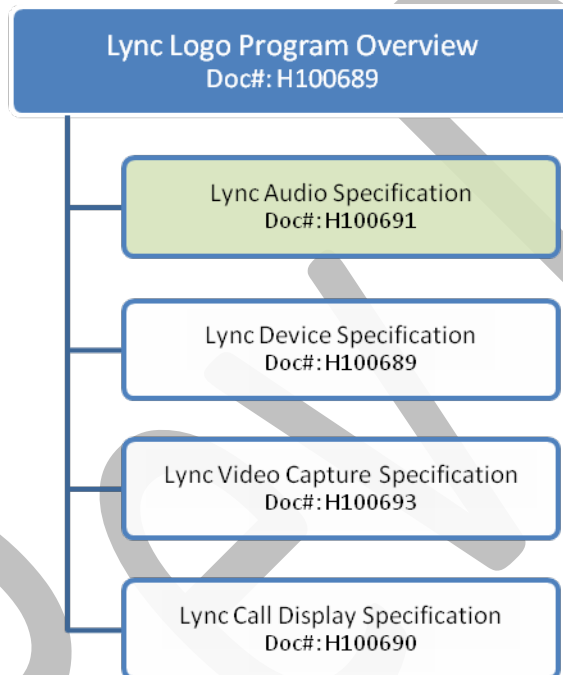 Lync Logo Program Overview
Doc#: H100689
Lync Audio Specification
Doc#: H100691
Lync Device Specification
Doc#: H100689
Lync Video Capture Specification
Doc#: H100693
Lync Call Display Specification
Doc#: H100690